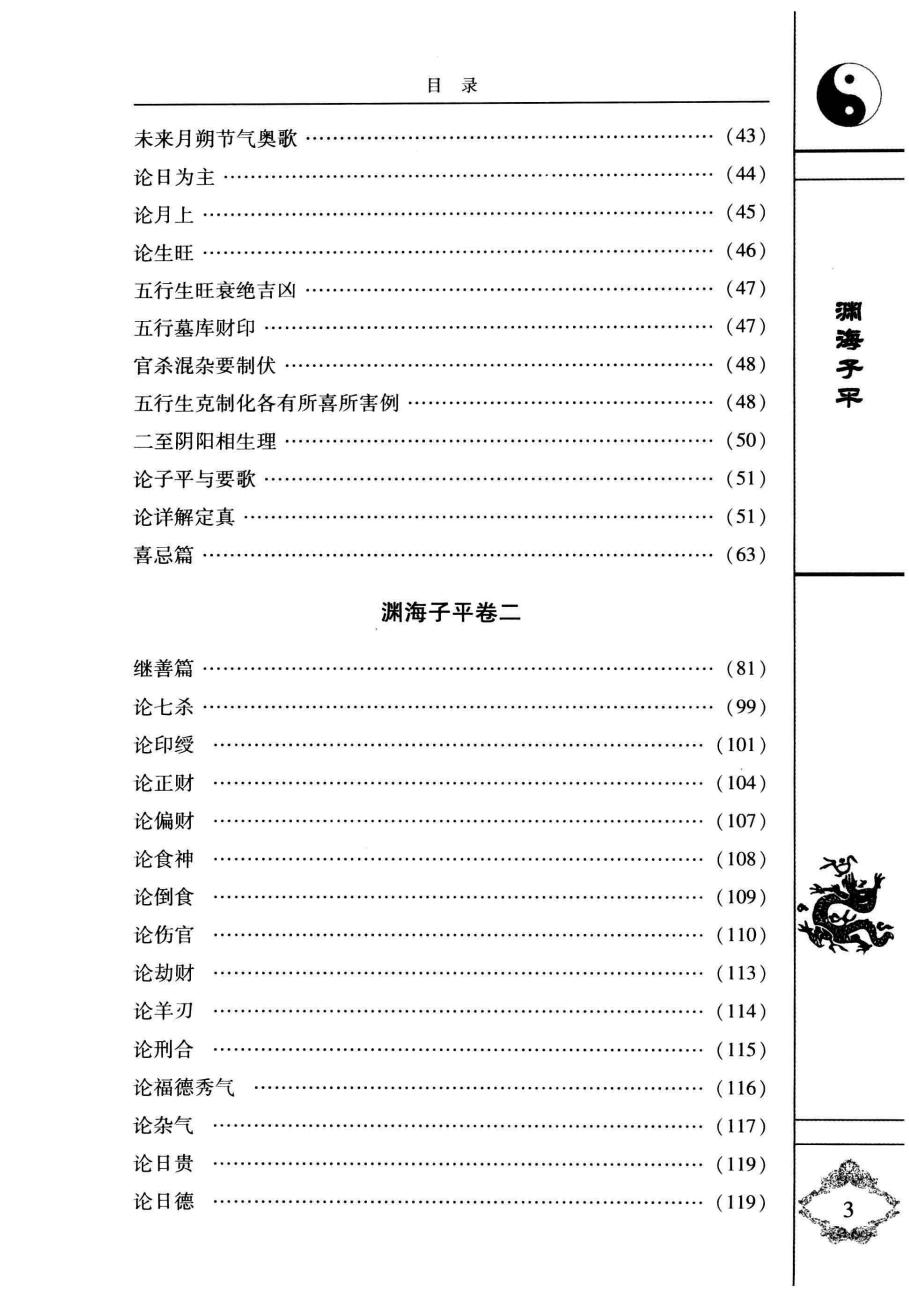 目 录
未来月朔节气奥歌 ………………………………………… (43)
论日为主 ………………………………………… (44)
论月上 ………………………………………… (45)
论生旺 ………………………………………… (46)
五行生旺衰绝吉凶 ………………………………………… (47)
五行墓库财印 ………………………………………… (47)
官杀混杂要制伏 ………………………………………… (48)
五行生克制化各有所喜所害例 ………………………………………… (48)
二至阴阳相生理 ………………………………………… (50)
论子平与要歌 ………………………………………… (51)
论详解定真 ………………………………………… (51)
喜忌篇 ………………………………………… (63)
渊海子平卷二
继善篇 ………………………………………… (81)
论七杀 ………………………………………… (99)
论印绶 ………………………………………… (101)
论正财 ………………………………………… (104)
论偏财 ………………………………………… (107)
论食神 ………………………………………… (108)
论倒食 ………………………………………… (109)
论伤官 ………………………………………… (110)
论劫财 ………………………………………… (113)
论羊刃 ………………………………………… (114)
论刑合 ………………………………………… (115)
论福德秀气 ………………………………………… (116)
论杂气 ………………………………………… (117)
论日贵 ………………………………………… (119)
论日德 ………………………………………… (119)
渊海子平
3